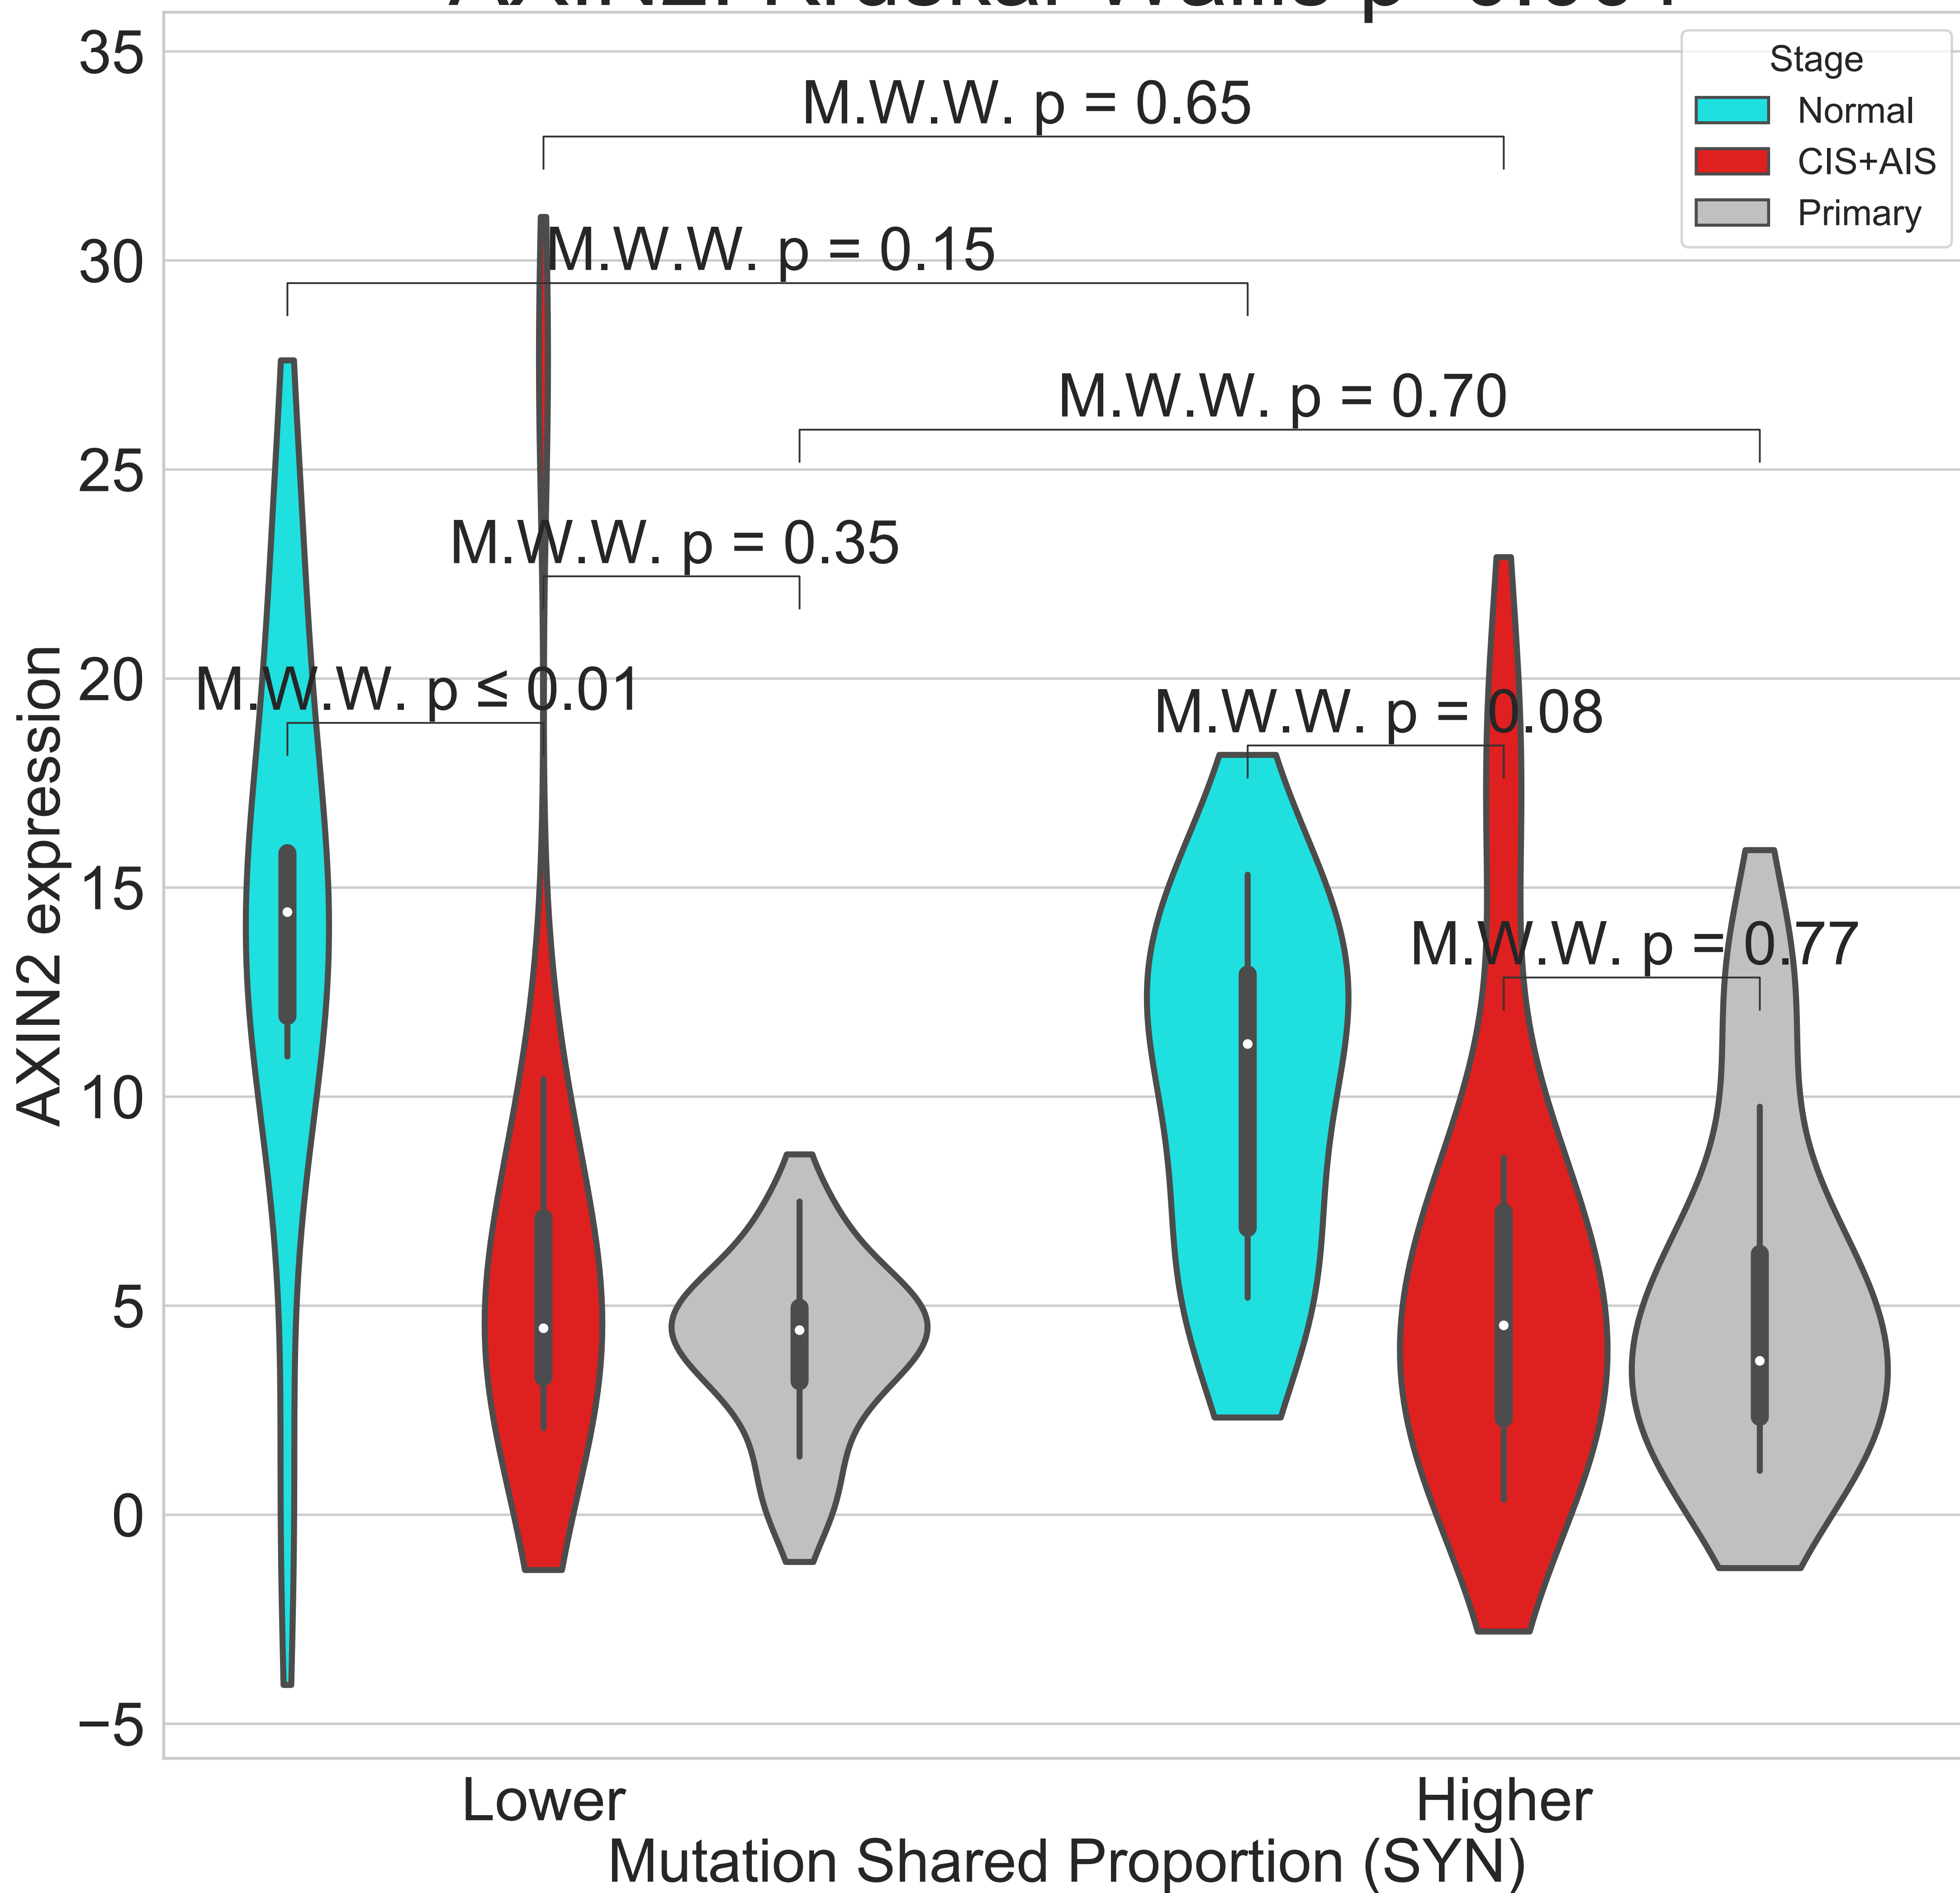 35
30
25
20
15
10
5
0
−5
AXIN2 expression
Stage
Normal
CIS+AIS
Primary
M.W.W. p = 0.65
M.W.W. p = 0.15
M.W.W. p = 0.70
M.W.W. p = 0.35
M.W.W. p ≤ 0.01
M.W.W. p = 0.08
M.W.W. p = 0.77
Lower
Higher
Mutation Shared Proportion (SYN)